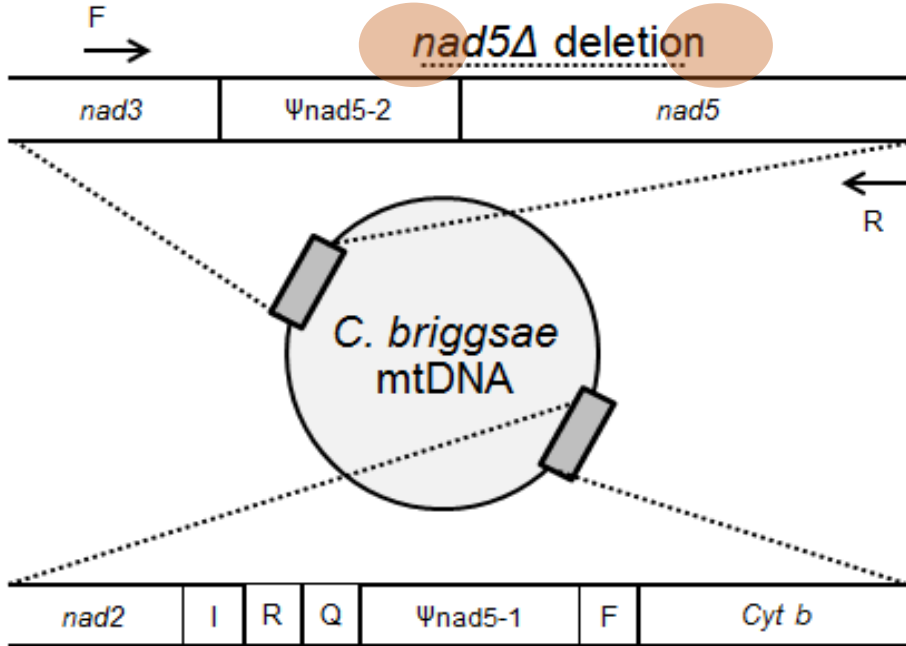 F
nad5Δ deletion
nad3 Ψnad5-2 nad5
R
C. briggsae
mtDNA
nad2 I R Q Ψnad5-1 F Cyt b